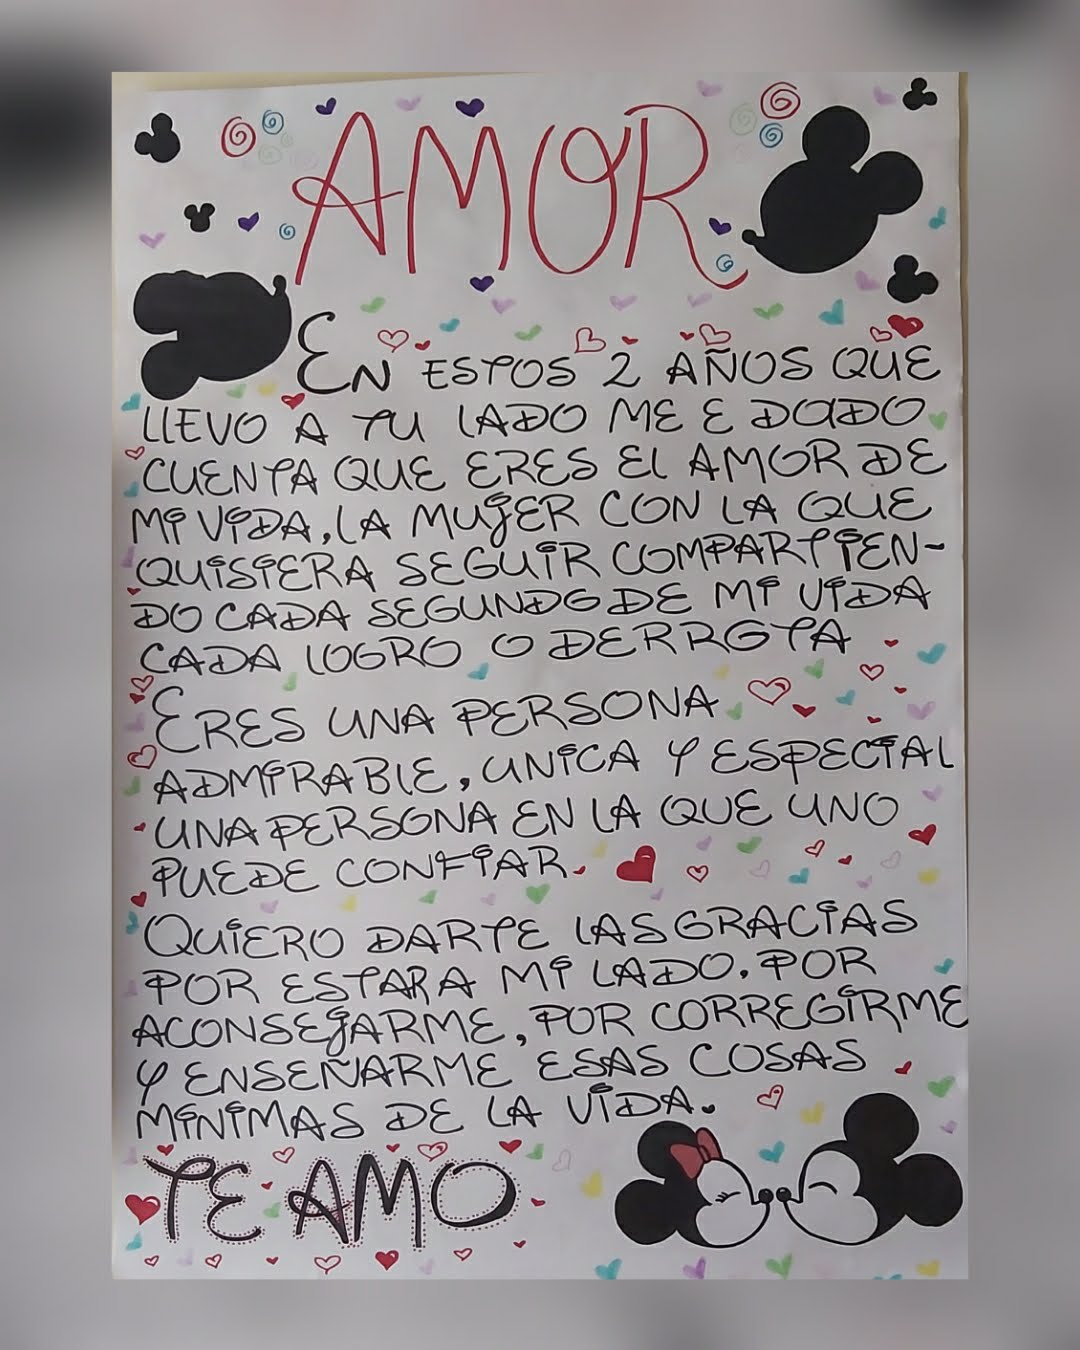 AMOR
EN ESTOS 2 AÑOS QUE
LLEVO A TU LADO ME E DADO
CUENTA QUE ERES EL AMOR DE
MI VIDA, LA MUJER CON LA QUE
QUISIERA SEGUIR COMPARTIEN-
DO CADA SEGUNDO DE MI VIDA
CADA LOGRO O DERROTA
ERES UNA PERSONA
ADMIRABLE, UNICA Y ESPECIAL
UNA PERSONA EN LA QUE UNO
PUEDE CONFIAR.
QUIERO DARTE LAS GRACIAS
POR ESTAR A MI LADO. POR
ACONSEJARME, POR CORREGIRME
Y ENSEÑARME ESAS COSAS
MINIMAS DE LA VIDA.
TE AMO